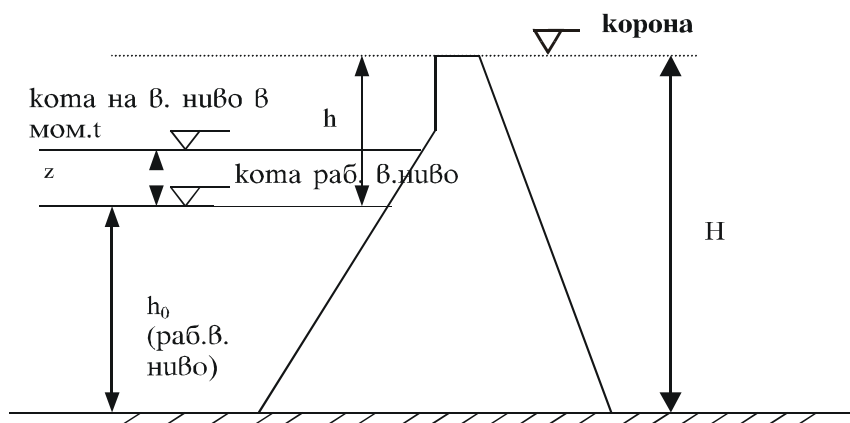 корона
кота на в. ниво в
мом.t
h
z
кота раб. в.ниво
H
h₀
(раб.в.
ниво)